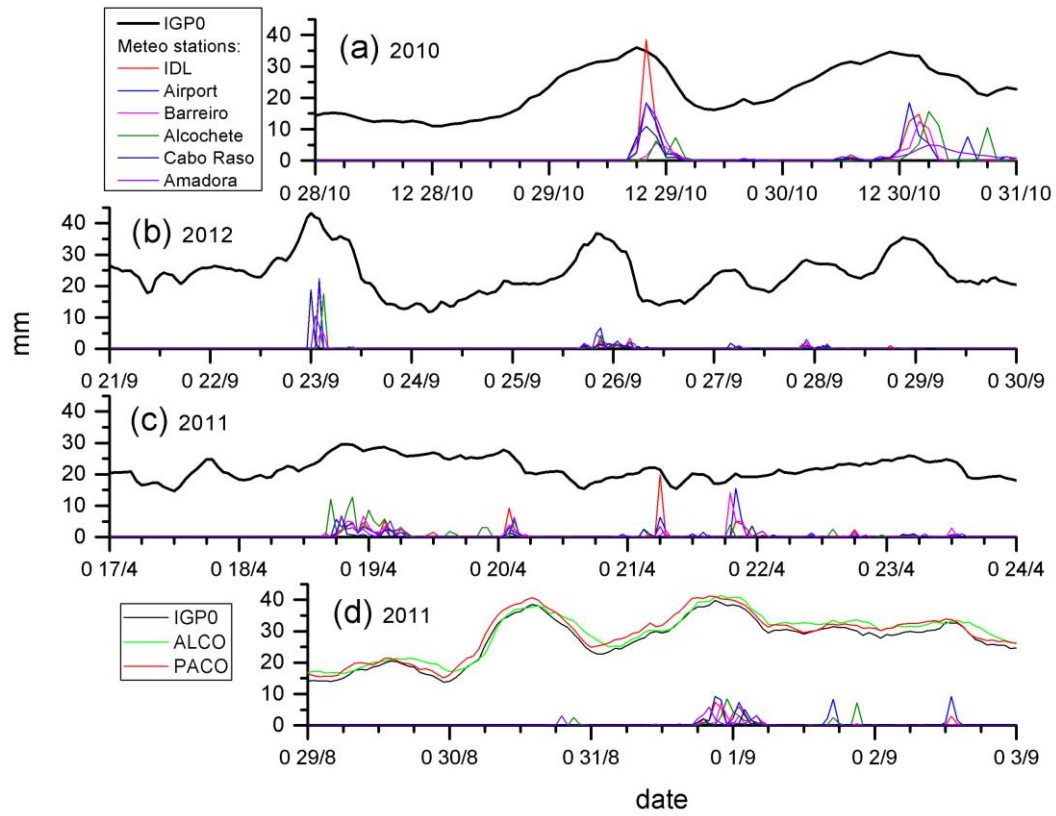 IGP0
Meteo stations:
IDL
Airport
Barreiro
Alcochete
Cabo Raso
Amadora
(a) 2010
40
30
20
10
0
0 28/10 12 28/10 0 29/10 12 29/10 0 30/10 12 30/10 0 31/10
(b) 2012
40
30
20
10
0
0 21/9 0 22/9 0 23/9 0 24/9 0 25/9 0 26/9 0 27/9 0 28/9 0 29/9 0 30/9
mm
(c) 2011
40
30
20
10
0
0 17/4 0 18/4 0 19/4 0 20/4 0 21/4 0 22/4 0 23/4 0 24/4
IGP0
ALCO
PACO
(d) 2011
40
30
20
10
0
0 29/8 0 30/8 0 31/8 0 1/9 0 2/9 0 3/9
date